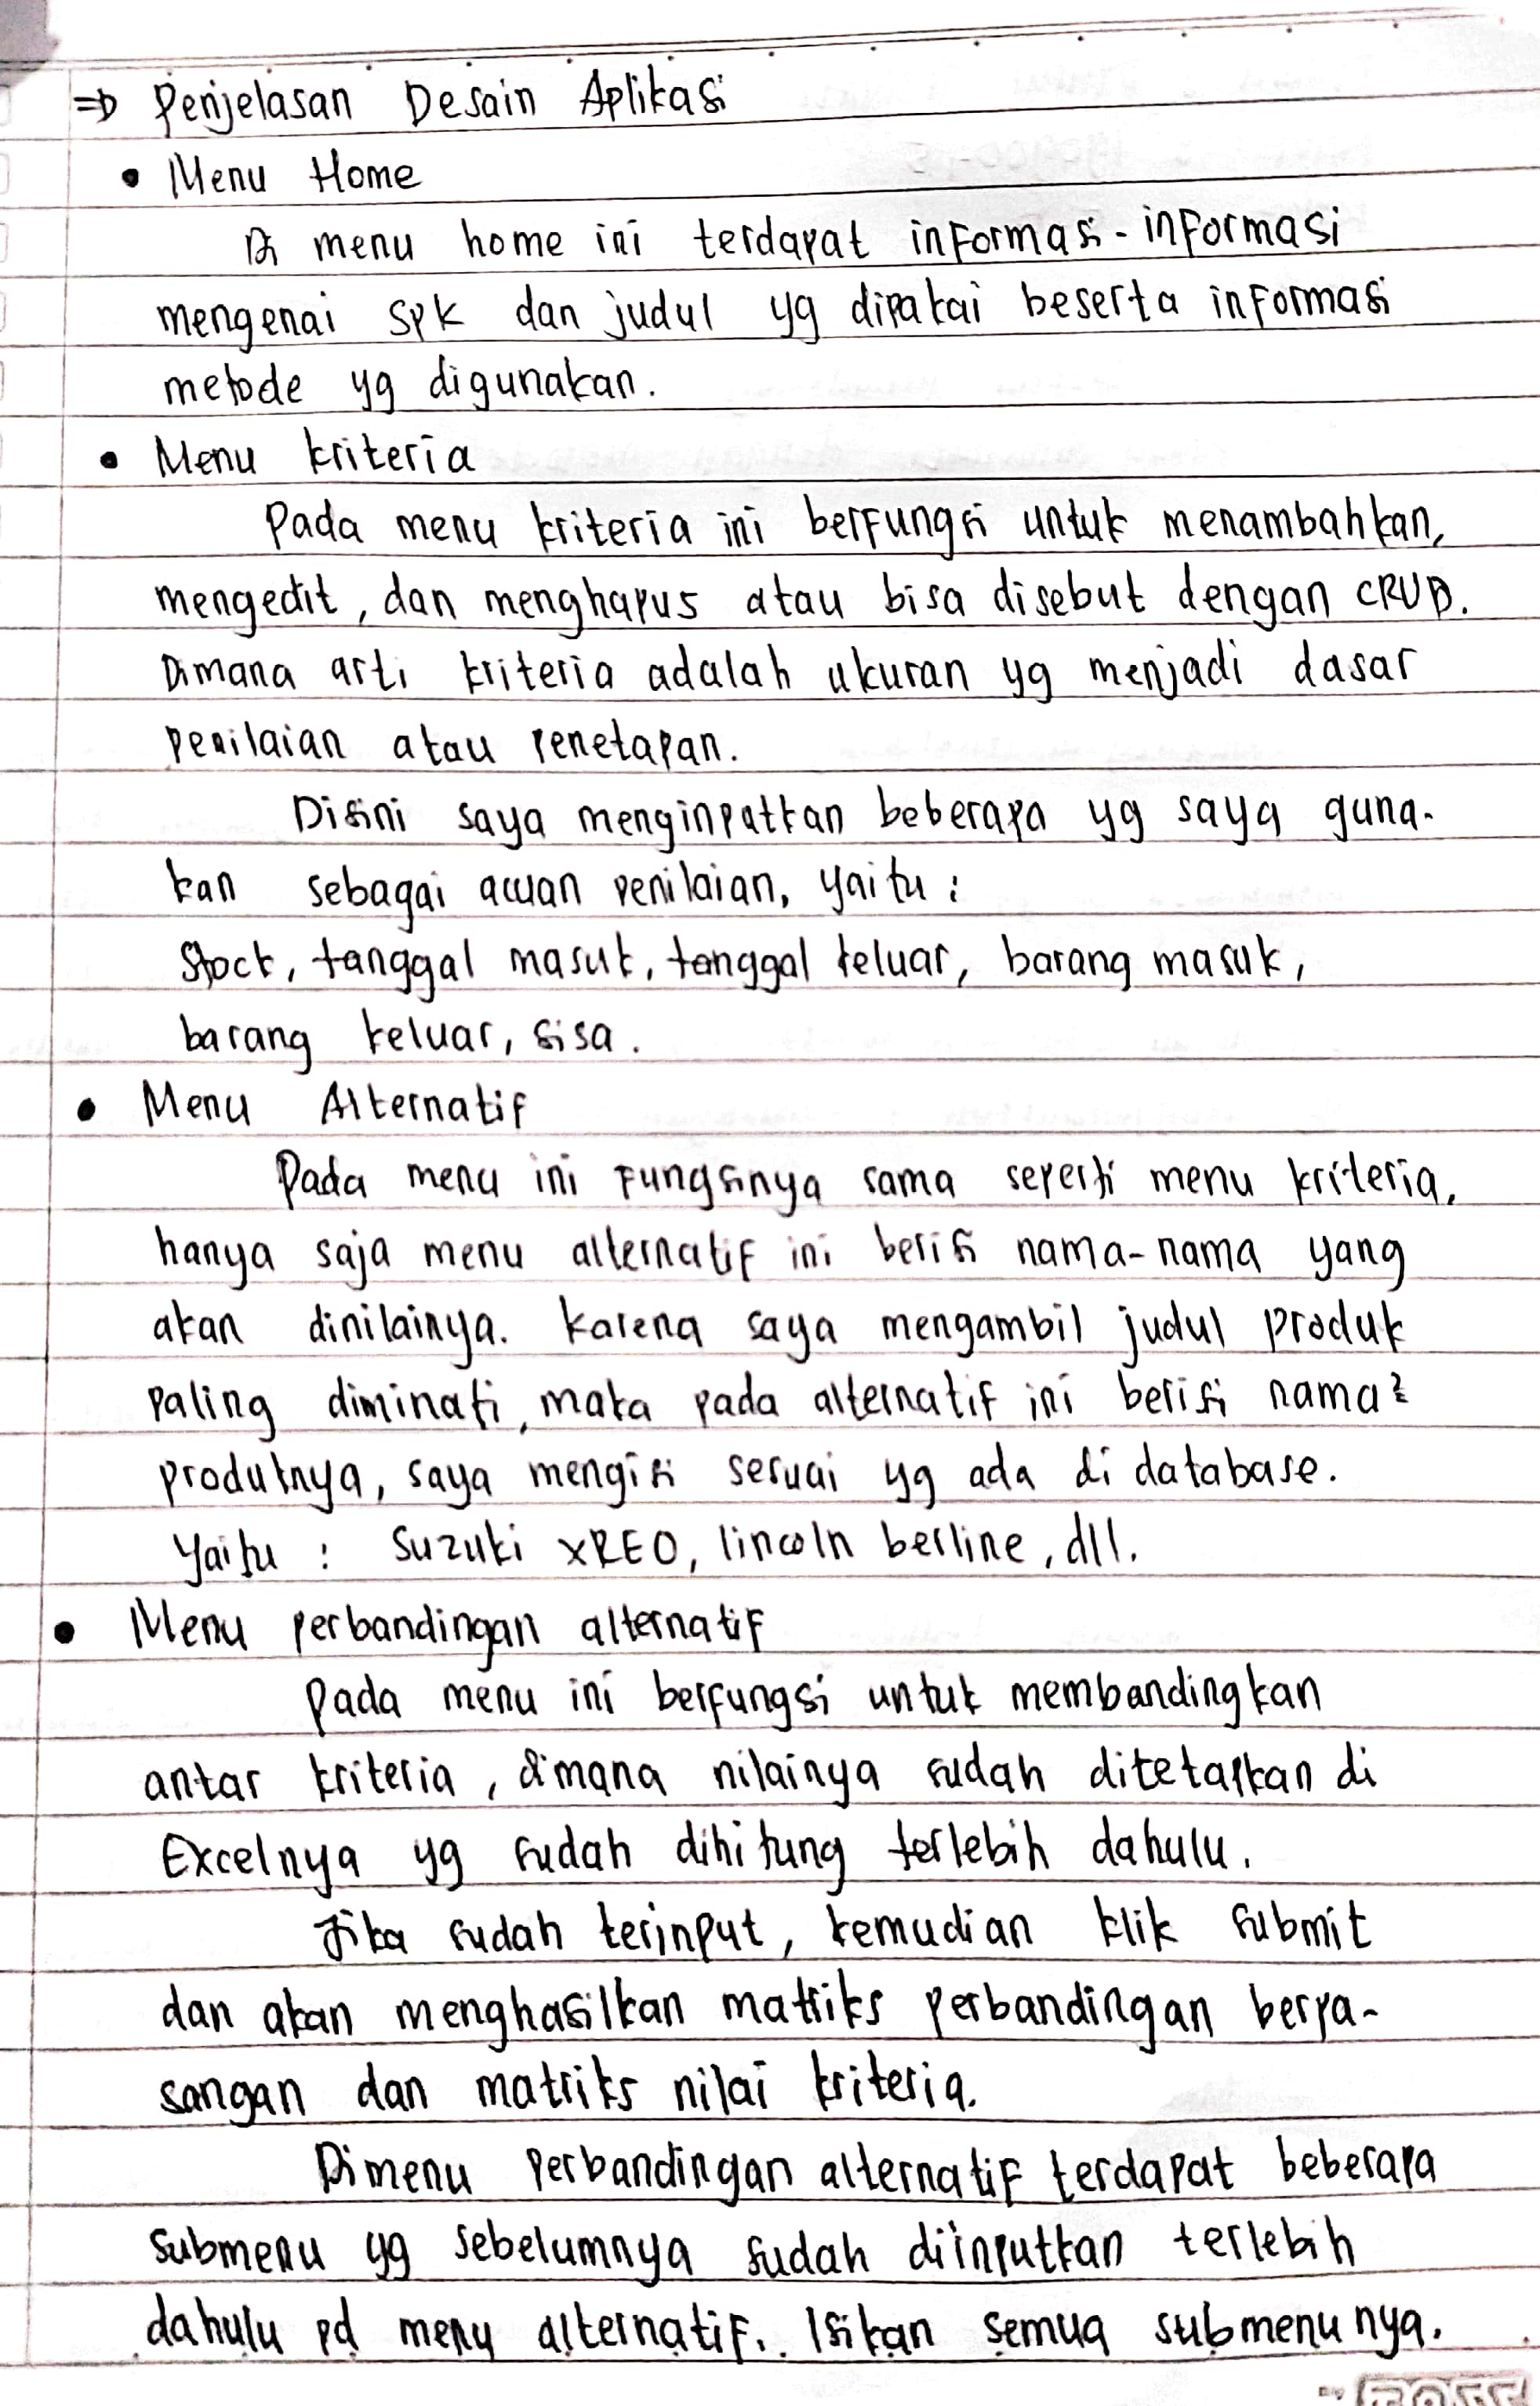 ⇒ Penjelasan Desain Aplikasi
• Menu Home
Di menu home ini terdapat informasi-informasi
mengenai SPK dan judul yg dipakai beserta informasi
metode yg digunakan.
• Menu kriteria
Pada menu kriteria ini berfungsi untuk menambahkan,
mengedit, dan menghapus atau bisa disebut dengan CRUD.
Dimana arti kriteria adalah ukuran yg menjadi dasar
penilaian atau penetapan.
Disini saya menginputkan beberapa yg saya guna-
kan sebagai acuan penilaian, yaitu :
Stock, tanggal masuk, tanggal keluar, barang masuk,
barang keluar, sisa.
• Menu Alternatif
Pada menu ini fungsinya sama seperti menu kriteria,
hanya saja menu alternatif ini berisi nama-nama yang
akan dinilainya. Karena saya mengambil judul produk
paling diminati, maka pada alternatif ini berisi nama²
produknya, saya mengisi sesuai yg ada di database.
Yaitu : Suzuki XREO, lincoln berline, dll.
• Menu perbandingan alternatif
Pada menu ini berfungsi untuk membandingkan
antar kriteria, dimana nilainya sudah ditetapkan di
Excelnya yg sudah dihitung terlebih dahulu.
Jika sudah terinput, kemudian klik submit
dan akan menghasilkan matriks perbandingan berpa-
sangan dan matriks nilai kriteria.
Dimenu Perbandingan alternatif terdapat beberapa
submenu yg sebelumnya sudah diinputkan terlebih
dahulu pd menu alternatif. Isikan semua submenunya.